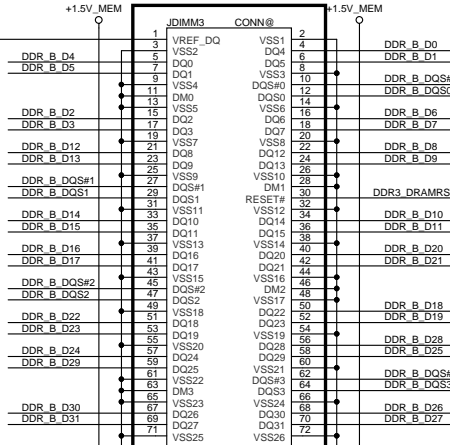 +1.5V_MEM +1.5V_MEM
JDIMM3 CONN@
1 VREF_DQ VSS1 2
3 VSS2 DQ4 4 DDR_B_D0
DDR_B_D4 5 DQ0 DQ5 6 DDR_B_D1
DDR_B_D5 7 DQ1 VSS3 8
9 VSS4 DQS#0 10 DDR_B_DQS#
11 DM0 DQS0 12 DDR_B_DQS0
13 VSS5 VSS6 14
DDR_B_D2 15 DQ2 DQ6 16 DDR_B_D6
DDR_B_D3 17 DQ3 DQ7 18 DDR_B_D7
19 VSS7 VSS8 20
DDR_B_D12 21 DQ8 DQ12 22 DDR_B_D8
DDR_B_D13 23 DQ9 DQ13 24 DDR_B_D9
25 VSS9 VSS10 26
DDR_B_DQS#1 27 DQS#1 DM1 28
DDR_B_DQS1 29 DQS1 RESET# 30 DDR3_DRAMRS
31 VSS11 VSS12 32
DDR_B_D14 33 DQ10 DQ14 34 DDR_B_D10
DDR_B_D15 35 DQ11 DQ15 36 DDR_B_D11
37 VSS13 VSS14 38
DDR_B_D16 39 DQ16 DQ20 40 DDR_B_D20
DDR_B_D17 41 DQ17 DQ21 42 DDR_B_D21
43 VSS15 VSS16 44
DDR_B_DQS#2 45 DQS#2 DM2 46
DDR_B_DQS2 47 DQS2 VSS17 48
49 VSS18 DQ22 50 DDR_B_D18
DDR_B_D22 51 DQ18 DQ23 52 DDR_B_D19
DDR_B_D23 53 DQ19 VSS19 54
55 VSS20 DQ28 56 DDR_B_D28
DDR_B_D24 57 DQ24 DQ29 58 DDR_B_D25
DDR_B_D29 59 DQ25 VSS21 60
61 VSS22 DQS#3 62 DDR_B_DQS#
63 DM3 DQS3 64 DDR_B_DQS3
65 VSS23 VSS24 66
DDR_B_D30 67 DQ26 DQ30 68 DDR_B_D26
DDR_B_D31 69 DQ27 DQ31 70 DDR_B_D27
71 VSS25 VSS26 72